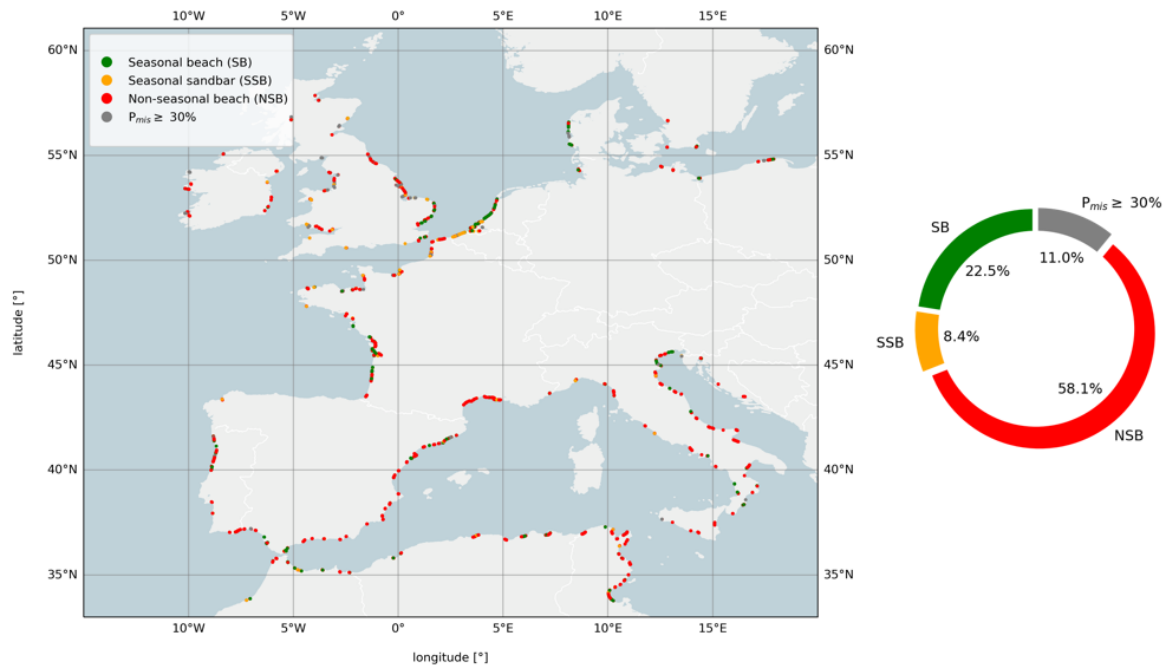 10°W 5°W 0° 5°E 10°E 15°E
60°N 60°N
Seasonal beach (SB)
Seasonal sandbar (SSB)
Non-seasonal beach (NSB)
Pmis ≥ 30%
55°N 55°N
50°N 50°N
45°N 45°N
40°N 40°N
35°N 35°N
10°W 5°W 0° 5°E 10°E 15°E
latitude [°]
longitude [°]
Pmis ≥ 30%
SB
11.0%
22.5%
SSB
8.4%
58.1%
NSB